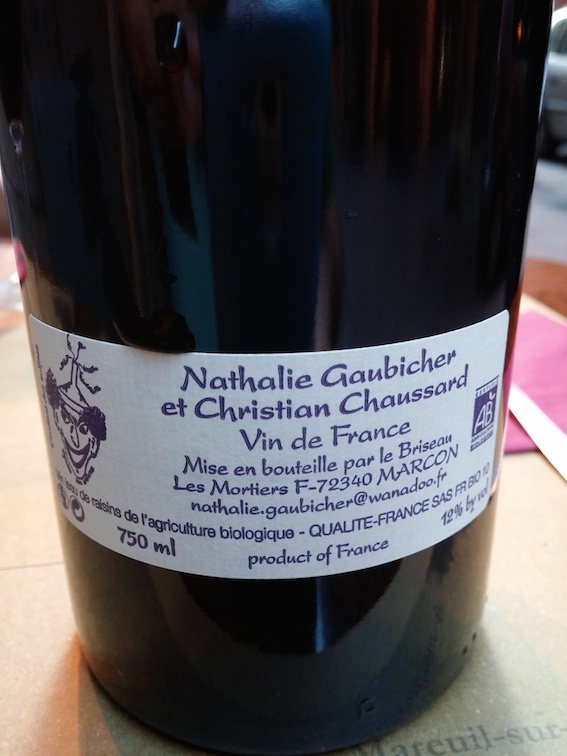 Nathalie Gaubicher
et Christian Chaussard
Vin de France
Mise en bouteille par le Briseau
Les Mortiers F-72340 MARCON
nathalie.gaubicher@wanadoo.fr
de raisins de l'agriculture biologique - QUALITE-FRANCE SAS FR BIO 10
750 ml
12% by vol
product of France
AB
Mareuil-sur-